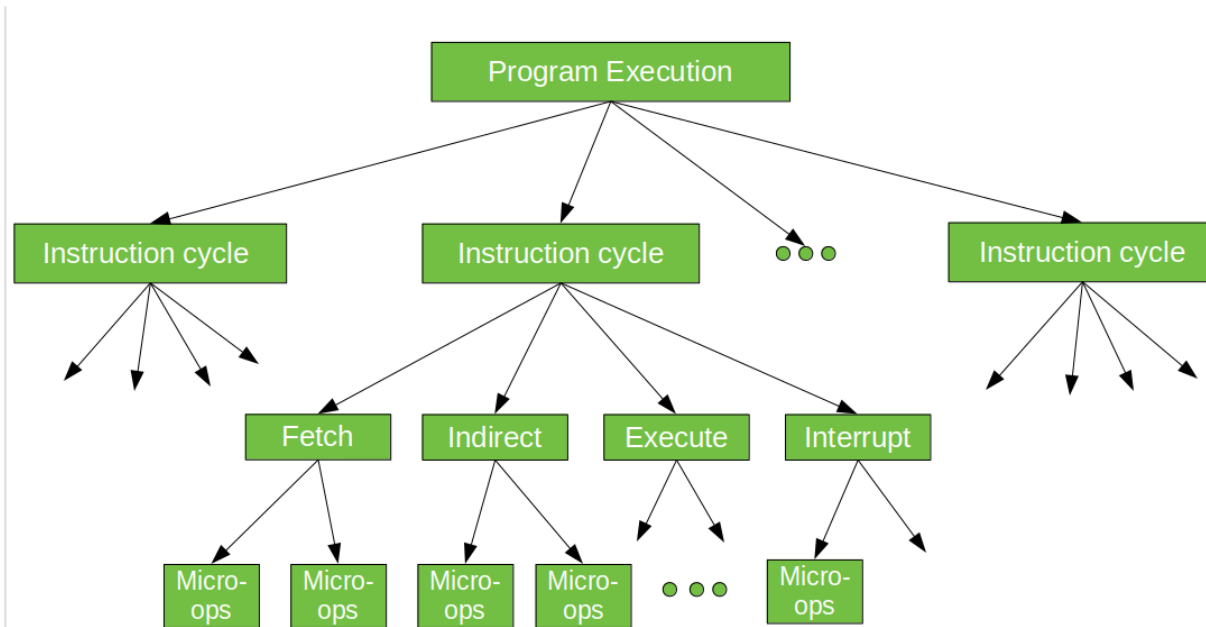 Program Execution
Instruction cycle
Instruction cycle
Instruction cycle
Fetch
Indirect
Execute
Interrupt
Micro-
ops
Micro-
ops
Micro-
ops
Micro-
ops
Micro-
ops